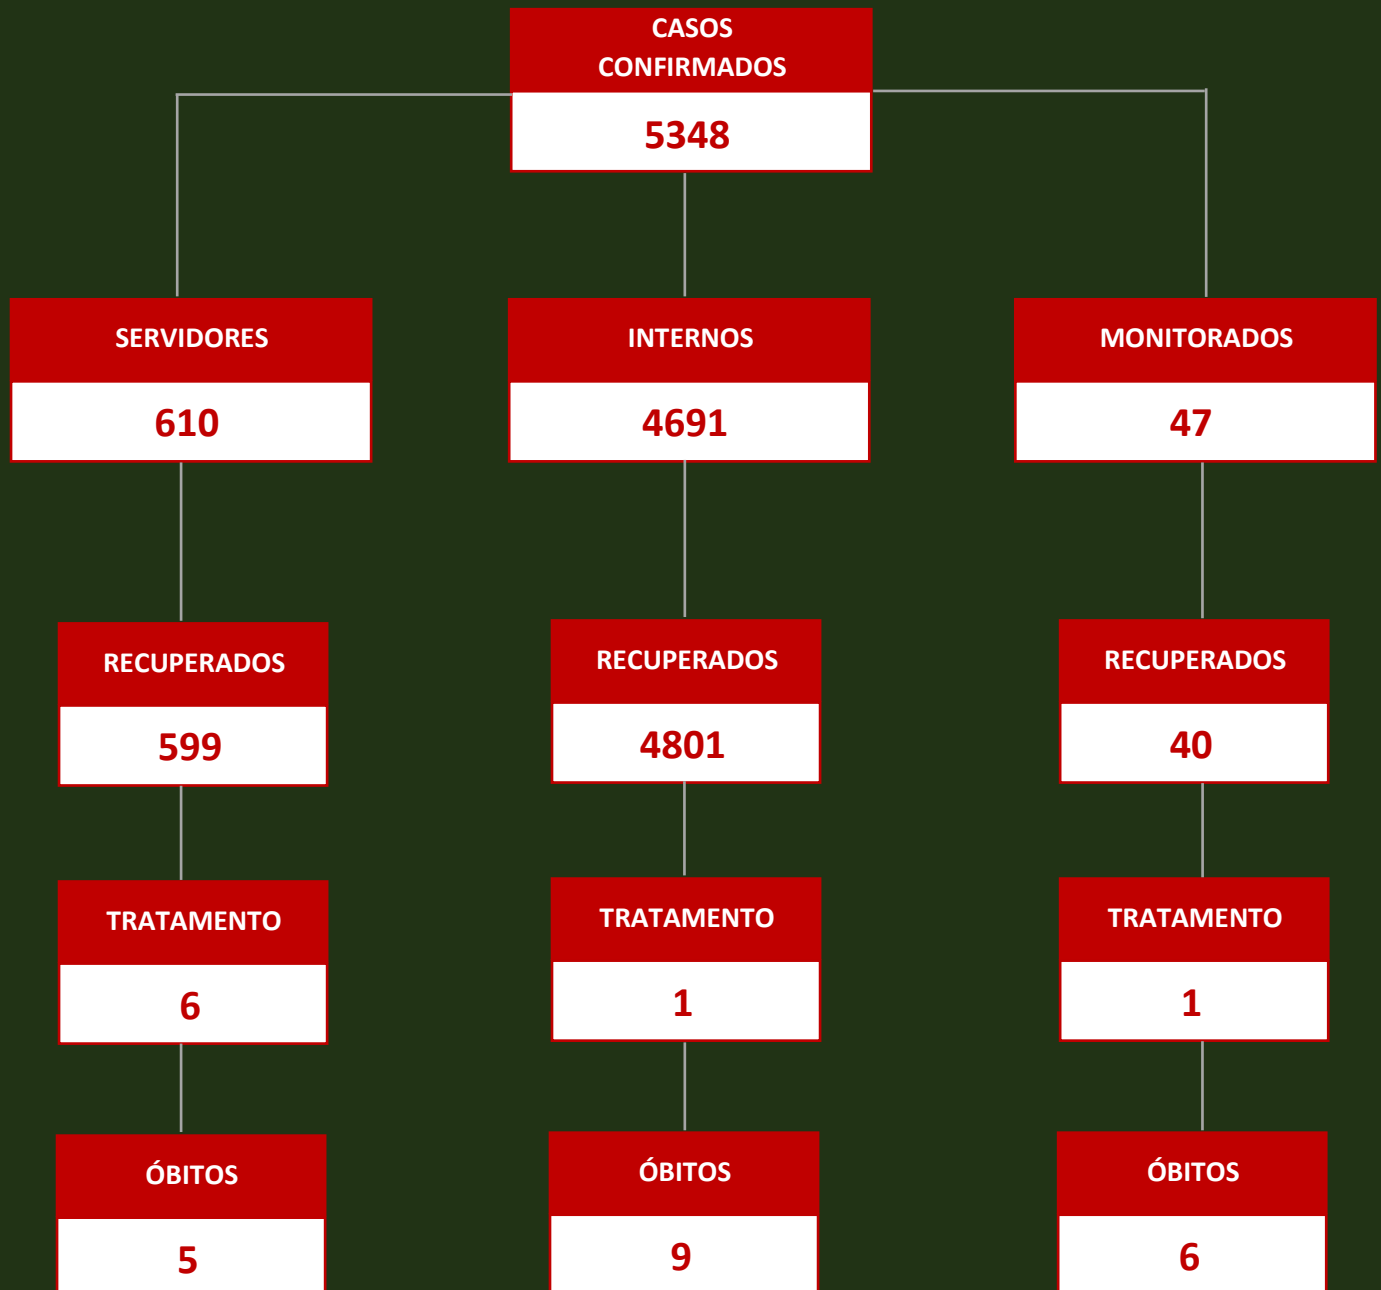 CASOS
CONFIRMADOS
5348
SERVIDORES
610
INTERNOS
4691
MONITORADOS
47
RECUPERADOS
599
RECUPERADOS
4801
RECUPERADOS
40
TRATAMENTO
6
TRATAMENTO
1
TRATAMENTO
1
ÓBITOS
5
ÓBITOS
9
ÓBITOS
6